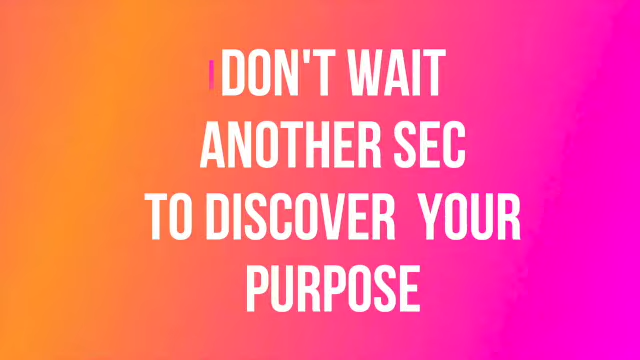 DON'T WAIT
ANOTHER SEC
TO DISCOVER  YOUR
PURPOSE